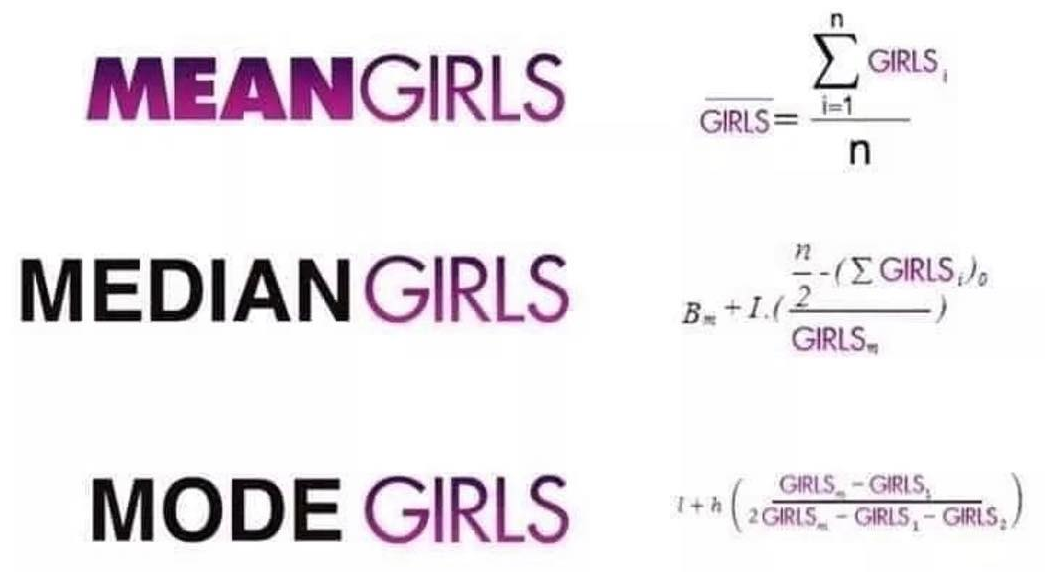 MEANGIRLS
n
∑ GIRLS i
i=1
GIRLS =
n
MEDIAN GIRLS
n
2 - (∑ GIRLS i)0
Bm + I.( )
GIRLSm
MODE GIRLS
GIRLSm - GIRLS1
l + h ( )
2 GIRLSm - GIRLS1 - GIRLS2